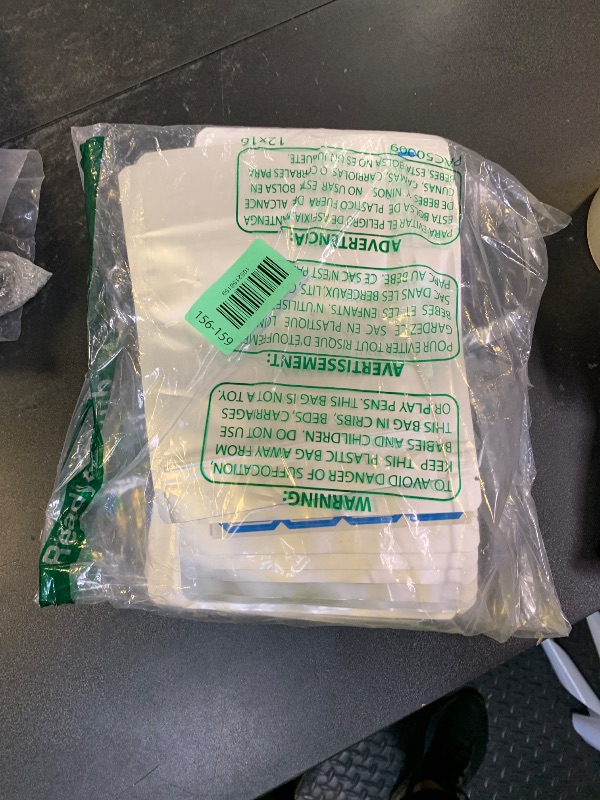 WARNING:
TO AVOID DANGER OF SUFFOCATION,
KEEP THIS PLASTIC BAG AWAY FROM
BABIES AND CHILDREN. DO NOT USE
THIS BAG IN CRIBS, BEDS, CARRIAGES
OR PLAY PENS. THIS BAG IS NOT A TOY.
AVERTISSEMENT:
POUR EVITER TOUT RISQUE D'ETOUFFEME
GARDEZ CE SAC EN PLASTIQUE LOIN
BEBES ET LES ENFANTS. N'UTILISE
SAC DANS LES BERCEAUX, LITS,
PARC AU BEBE. CE SAC N'EST PA
ADVERTENCIA:
PARA EVITAR EL PELIGRO DE ASFIXIA
ESTA BOLSA DE PLASTICO FUERA DE ALCANCE
DE BEBES Y NINOS. NO USAR ESTA BOLSA EN
CUNAS, CAMAS, CARRIOLAS O CORRALES PARA
BEBES. ESTA BOLSA NO ES UN JUGUETE.
PAC50009
12x16
156-159